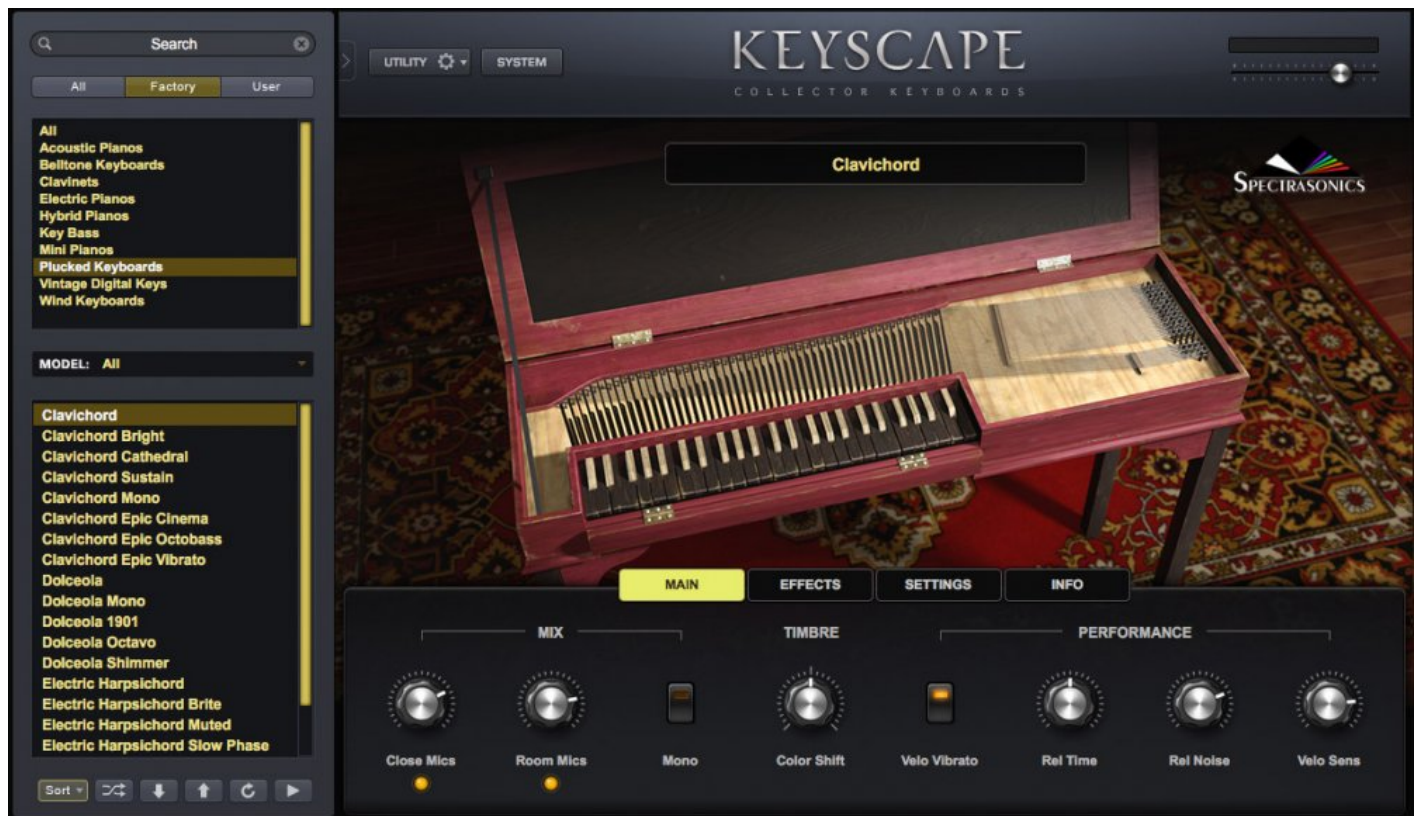 Search
All Factory User
All
Acoustic Pianos
Belltone Keyboards
Clavinets
Electric Pianos
Hybrid Pianos
Key Bass
Mini Pianos
Plucked Keyboards
Vintage Digital Keys
Wind Keyboards
MODEL: All
Clavichord
Clavichord Bright
Clavichord Cathedral
Clavichord Sustain
Clavichord Mono
Clavichord Epic Cinema
Clavichord Epic Octobass
Clavichord Epic Vibrato
Dolceola
Dolceola Mono
Dolceola 1901
Dolceola Octavo
Dolceola Shimmer
Electric Harpsichord
Electric Harpsichord Brite
Electric Harpsichord Muted
Electric Harpsichord Slow Phase
Sort
UTILITY SYSTEM
KEYSCAPE
COLLECTOR KEYBOARDS
Clavichord
SPECTRASONICS
MAIN EFFECTS SETTINGS INFO
MIX TIMBRE PERFORMANCE
Close Mics Room Mics Mono Color Shift Velo Vibrato Rel Time Rel Noise Velo Sens